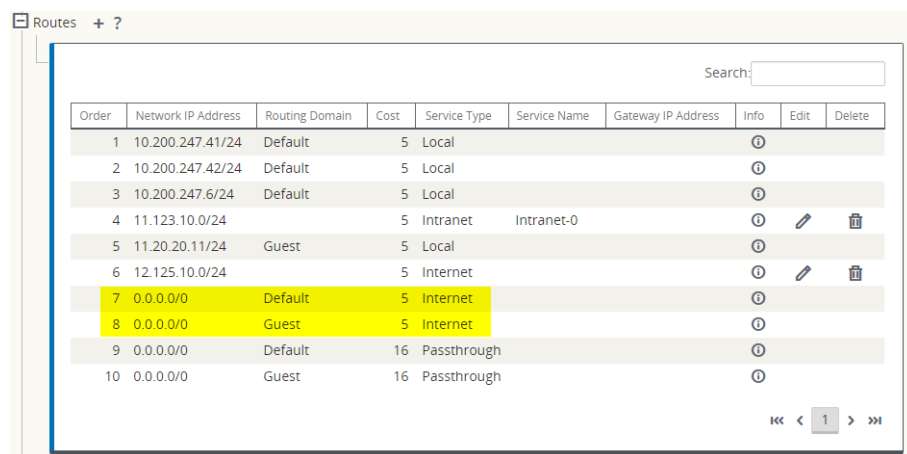 Routes + ?
Search:
Order Network IP Address Routing Domain Cost Service Type Service Name Gateway IP Address Info Edit Delete
1 10.200.247.41/24 Default 5 Local
2 10.200.247.42/24 Default 5 Local
3 10.200.247.6/24 Default 5 Local
4 11.123.10.0/24 5 Intranet Intranet-0
5 11.20.20.11/24 Guest 5 Local
6 12.125.10.0/24 5 Internet
7 0.0.0.0/0 Default 5 Internet
8 0.0.0.0/0 Guest 5 Internet
9 0.0.0.0/0 Default 16 Passthrough
10 0.0.0.0/0 Guest 16 Passthrough
1